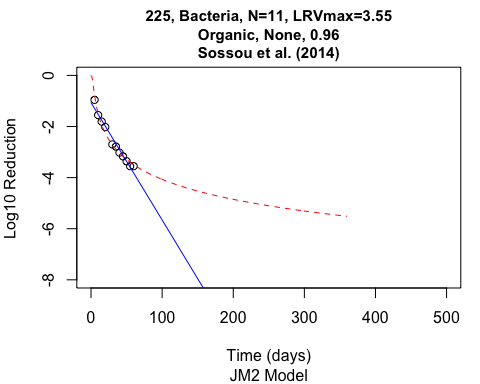 225, Bacteria, N=11, LRVmax=3.55
Organic, None, 0.96
Sossou et al. (2014)
Log10 Reduction
0
-2
-4
-6
-8
0 100 200 300 400 500
Time (days)
JM2 Model